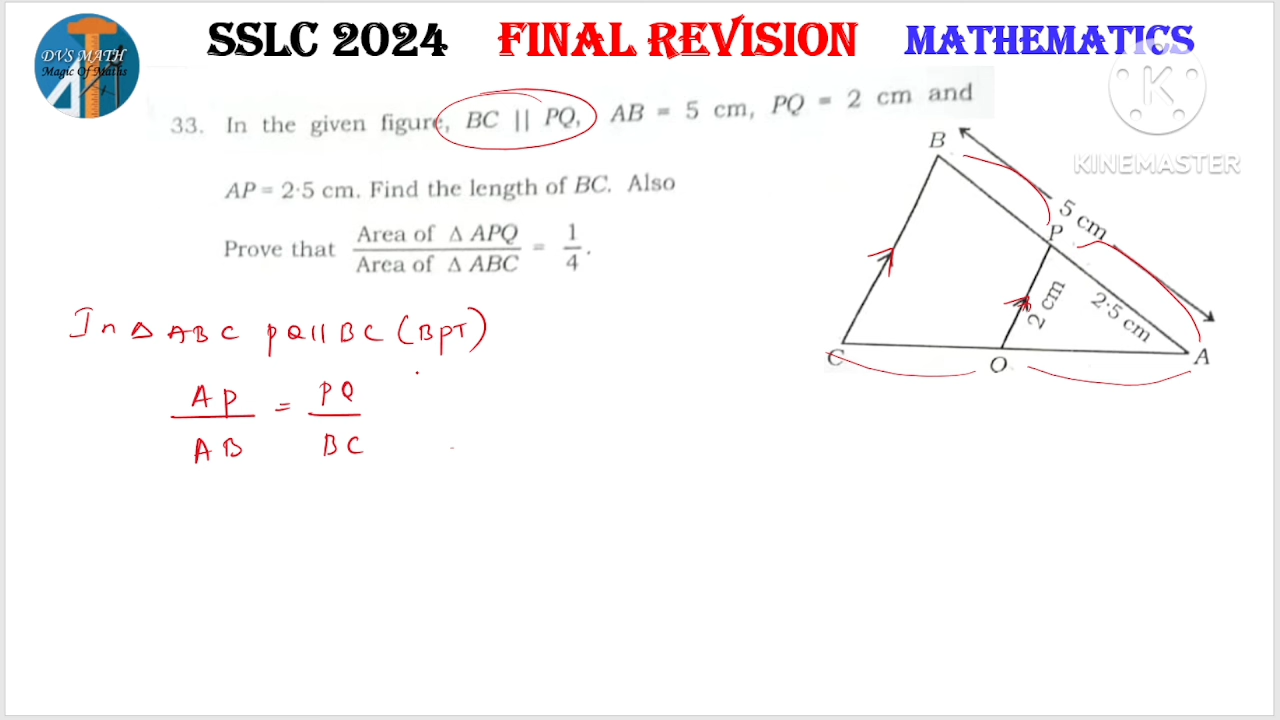 DVS MATH
Magic Of Maths
SSLC 2024 FINAL REVISION MATHEMATICS
K
KINEMASTER
33. In the given figure, BC || PQ, AB = 5 cm, PQ = 2 cm and
AP = 2·5 cm. Find the length of BC. Also
Prove that Area of Δ APQ / Area of Δ ABC = 1 / 4 .
B
5 cm
P
2 cm
2·5 cm
C
Q
A
In Δ ABC PQ || BC (BPT)
AP / AB = PQ / BC